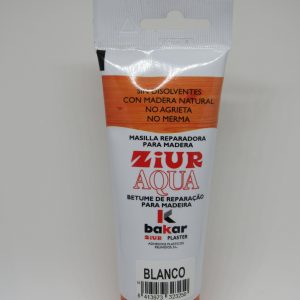 SIN DISOLVENTES
CON MADERA NATURAL
NO AGRIETA
NO MERMA
MASILLA REPARADORA
PARA MADERA
ZiUR
AQUA
BETUME DE REPARAÇÃO
PARA MADEIRA
bakar
ZIUR PLASTER
BLANCO